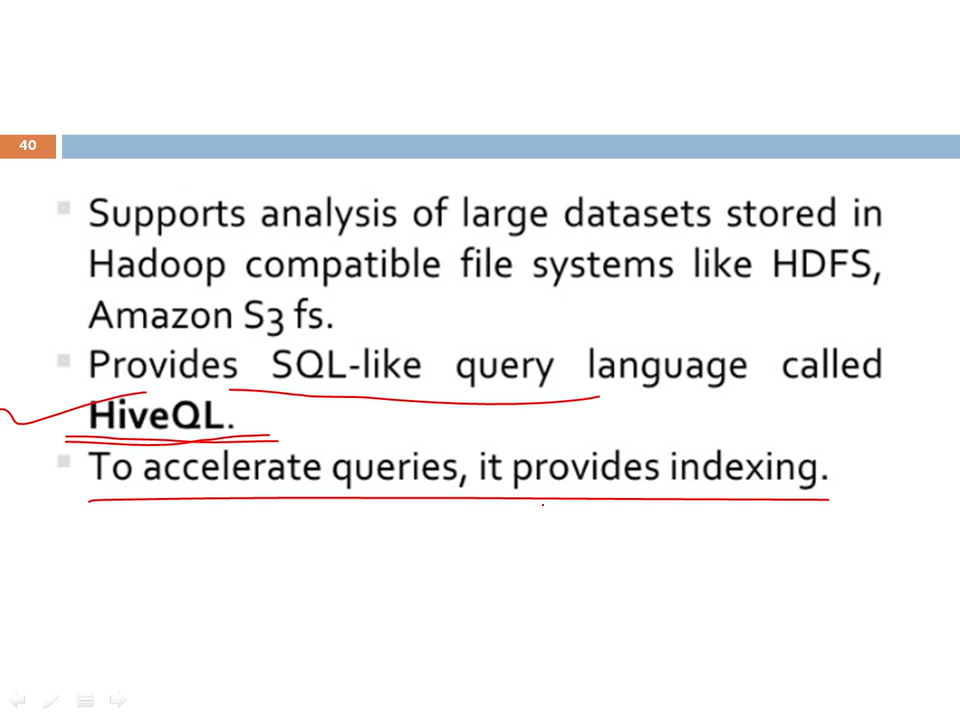 40
Supports analysis of large datasets stored in
Hadoop compatible file systems like HDFS,
Amazon S3 fs.
Provides SQL-like query language called
HiveQL.
To accelerate queries, it provides indexing.